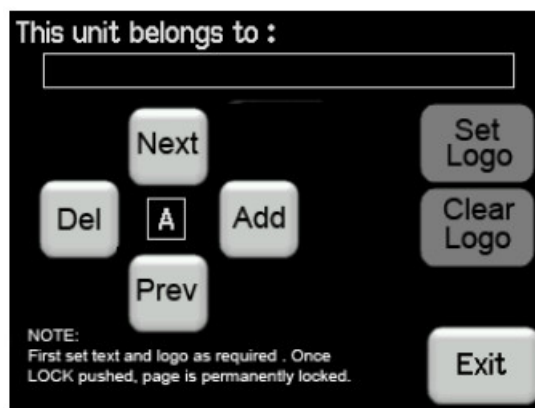 This unit belongs to :
Next
Set
Logo
Del
A
Add
Clear
Logo
Prev
NOTE:
First set text and logo as required . Once
LOCK pushed, page is permanently locked.
Exit